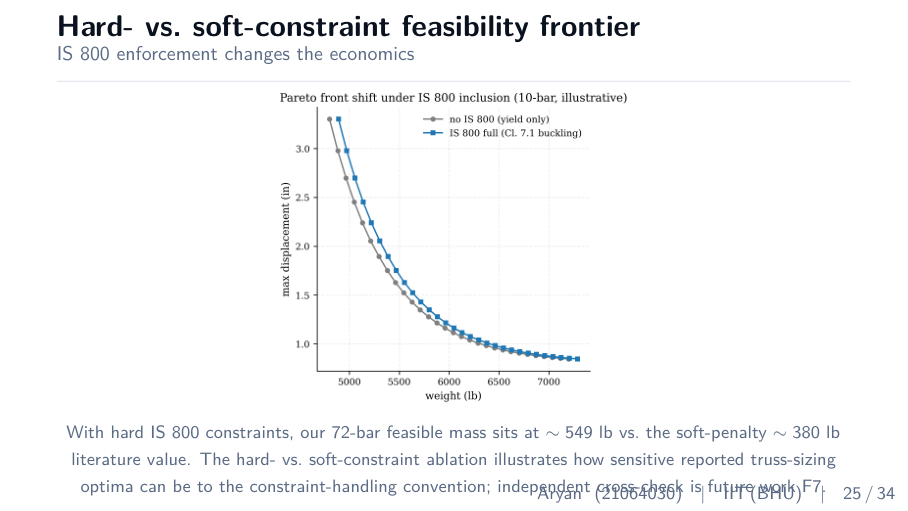 Hard- vs. soft-constraint feasibility frontier
IS 800 enforcement changes the economics
Pareto front shift under IS 800 inclusion (10-bar, illustrative)
no IS 800 (yield only)
IS 800 full (Cl. 7.1 buckling)
max displacement (in)
3.0
2.5
2.0
1.5
1.0
5000 5500 6000 6500 7000
weight (lb)
With hard IS 800 constraints, our 72-bar feasible mass sits at ∼ 549 lb vs. the soft-penalty ∼ 380 lb
literature value. The hard- vs. soft-constraint ablation illustrates how sensitive reported truss-sizing
optima can be to the constraint-handling convention; independent cross-check is future work F7.
Aryan (21064030) | IIT (BHU) | 25 / 34